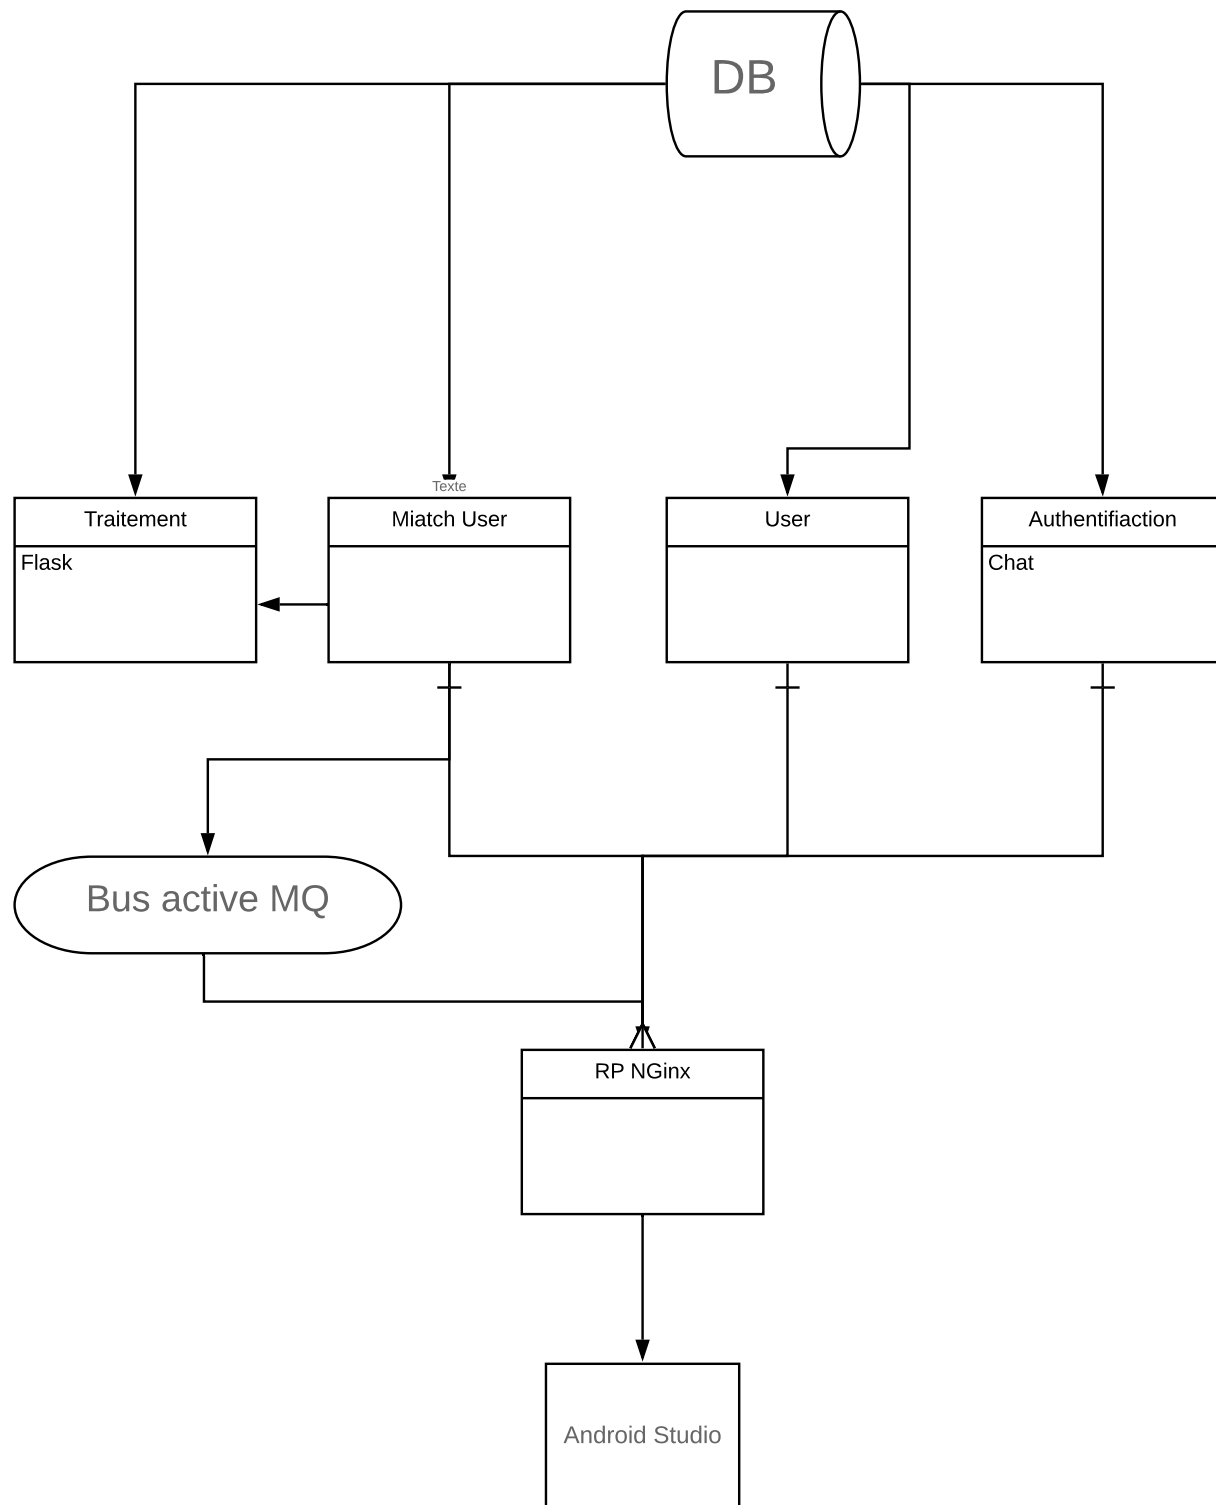 DB
Texte
Traitement
Flask
Miatch User
User
Authentifiaction
Chat
Bus active MQ
RP NGinx
Android Studio